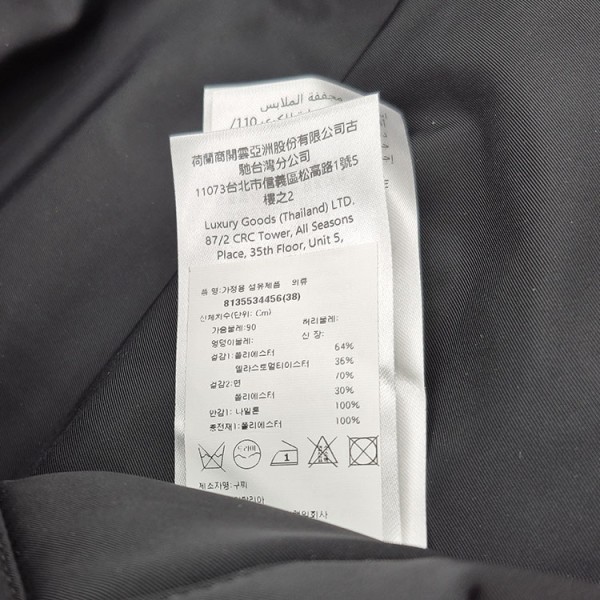 مجففة الملابس
110/
荷蘭商開雲亞洲股份有限公司古
馳台灣分公司
11073台北市信義區松高路1號5
樓之2
Luxury Goods (Thailand) LTD.
87/2 CRC Tower, All Seasons
Place, 35th Floor, Unit 5,
품 명:가정용 섬유제품 의류
8135534456(38)
신체치수(단위: Cm)
가슴둘레:90 허리둘레:
엉덩이둘레: 신 장:
겉감1:폴리에스터 64%
엘라스토멀티에스터 36%
겉감2:면 70%
폴리에스터 30%
안감1: 나일론 100%
충전재1:폴리에스터 100%
드라이
1
제조자명:구찌